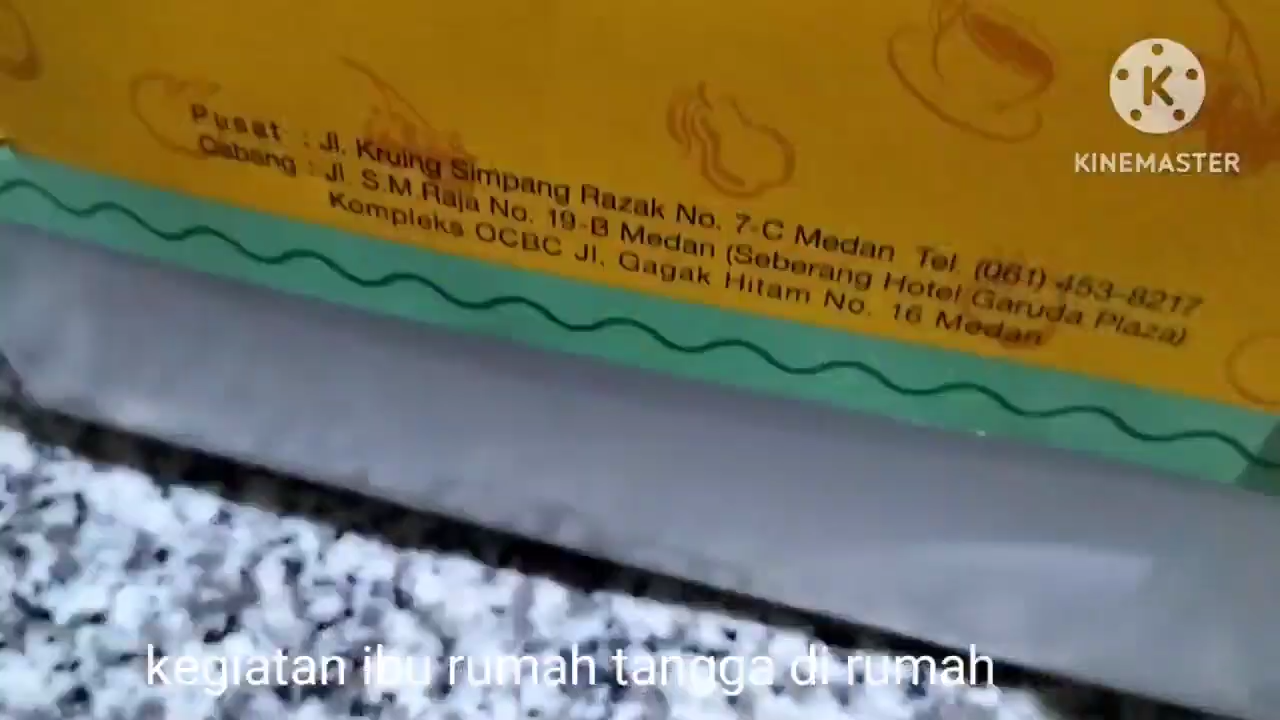 KINEMASTER
Pusat : Jl. Kruing Simpang Razak No. 7-C Medan Tel. (061) 453-8217
Cabang : Jl. S.M.Raja No. 19-B Medan (Seberang Hotel Garuda Plaza)
Kompleks OCBC Jl. Gagak Hitam No. 16 Medan
kegiatan ibu rumah tangga di rumah